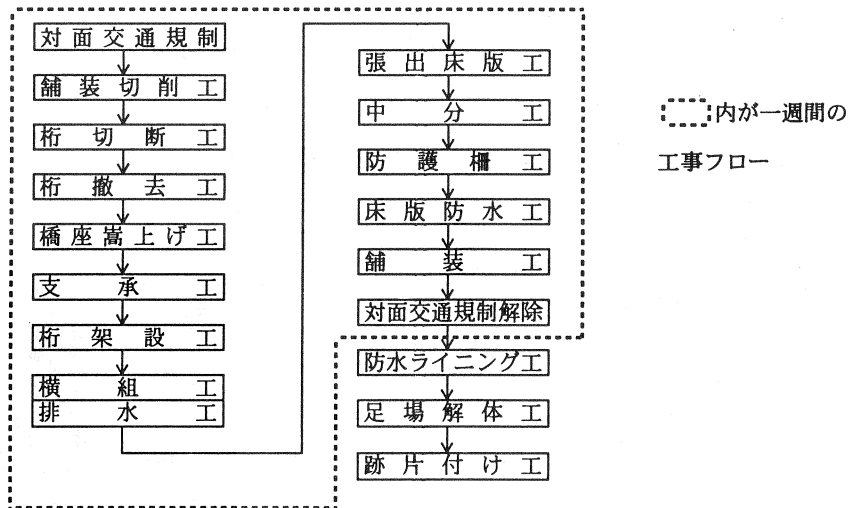 対面交通規制
舗装切削工
桁切断工
桁撤去工
橋座嵩上げ工
支承工
桁架設工
横組工
排水工
張出床版工
中分工
防護柵工
床版防水工
舗装工
対面交通規制解除
防水ライニング工
足場解体工
跡片付け工
内が一週間の
工事フロー